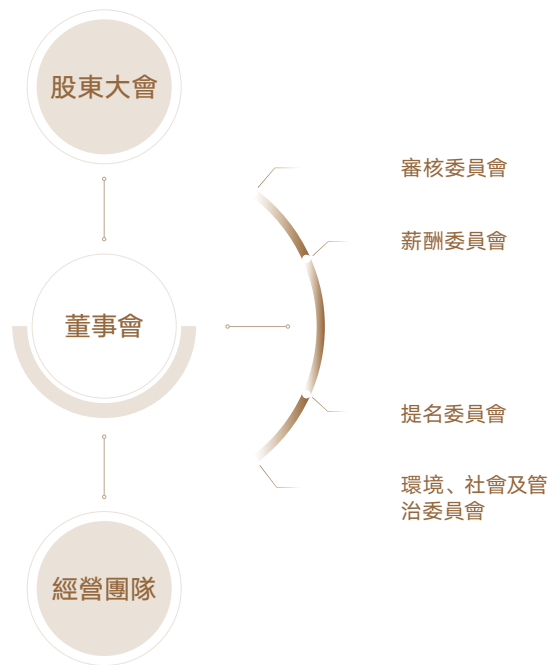 股東大會
審核委員會
薪酬委員會
董事會
提名委員會
環境、社會及管
治委員會
經營團隊